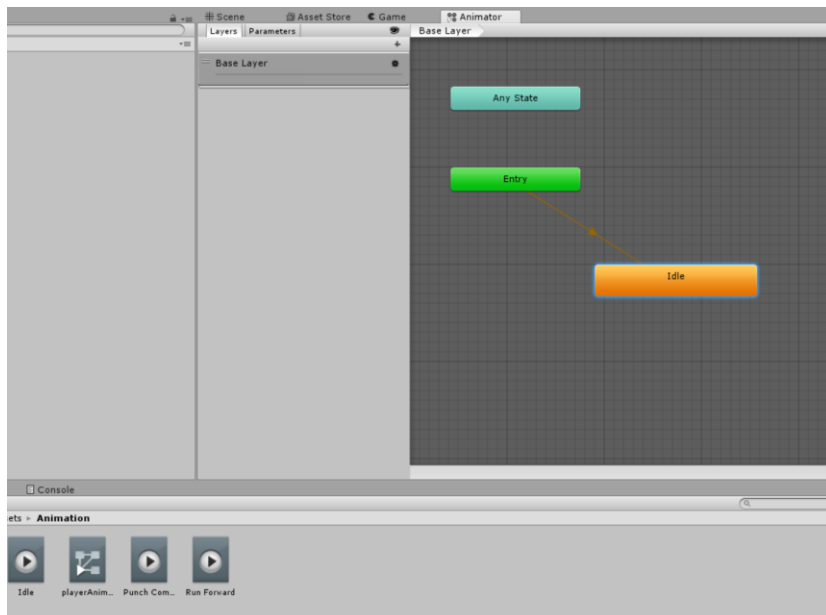 Scene Asset Store Game Animator
Layers Parameters Base Layer
Base Layer
Any State
Entry
Idle
Console
ets Animation
Idle playerAnim... Punch Com... Run Forward